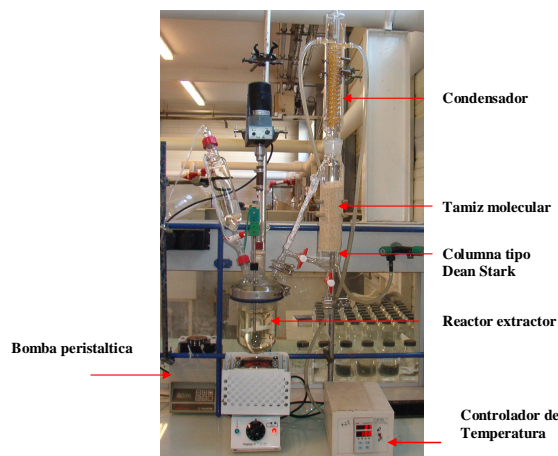 Condensador
Tamiz molecular
Columna tipo
Dean Stark
Reactor extractor
Bomba peristaltica
Controlador de
Temperatura